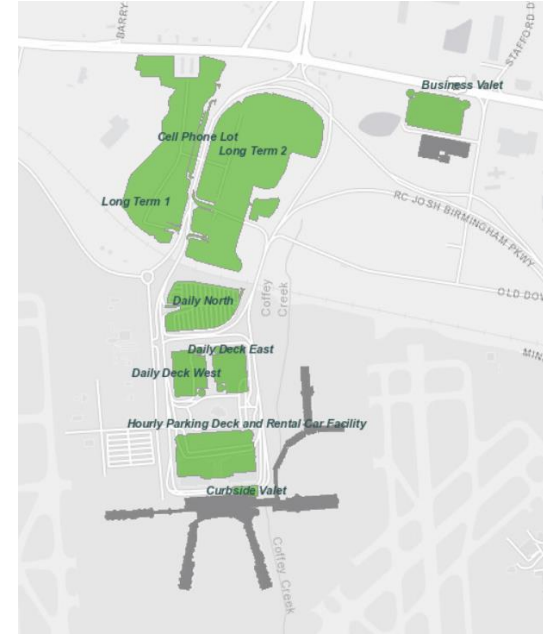 BARRY
STAFFORD D
Business Valet
Cell Phone Lot
Long Term 2
Long Term 1
RC JOSH BIRMINGHAM PKWY
OLD DOW
Daily North
Coffey
Creek
MIN
Daily Deck East
Daily Deck West
Hourly Parking Deck and Rental Car Facility
Curbside Valet
Coffey Creek